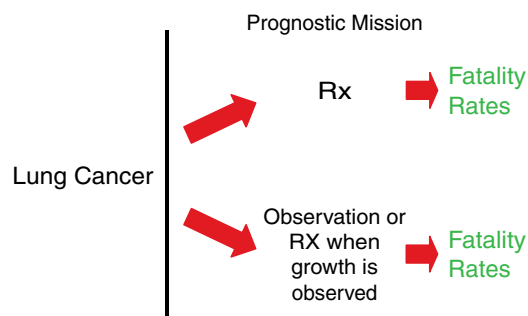 Prognostic Mission
Rx
Fatality
Rates
Lung Cancer
Observation or
RX when
growth is
observed
Fatality
Rates